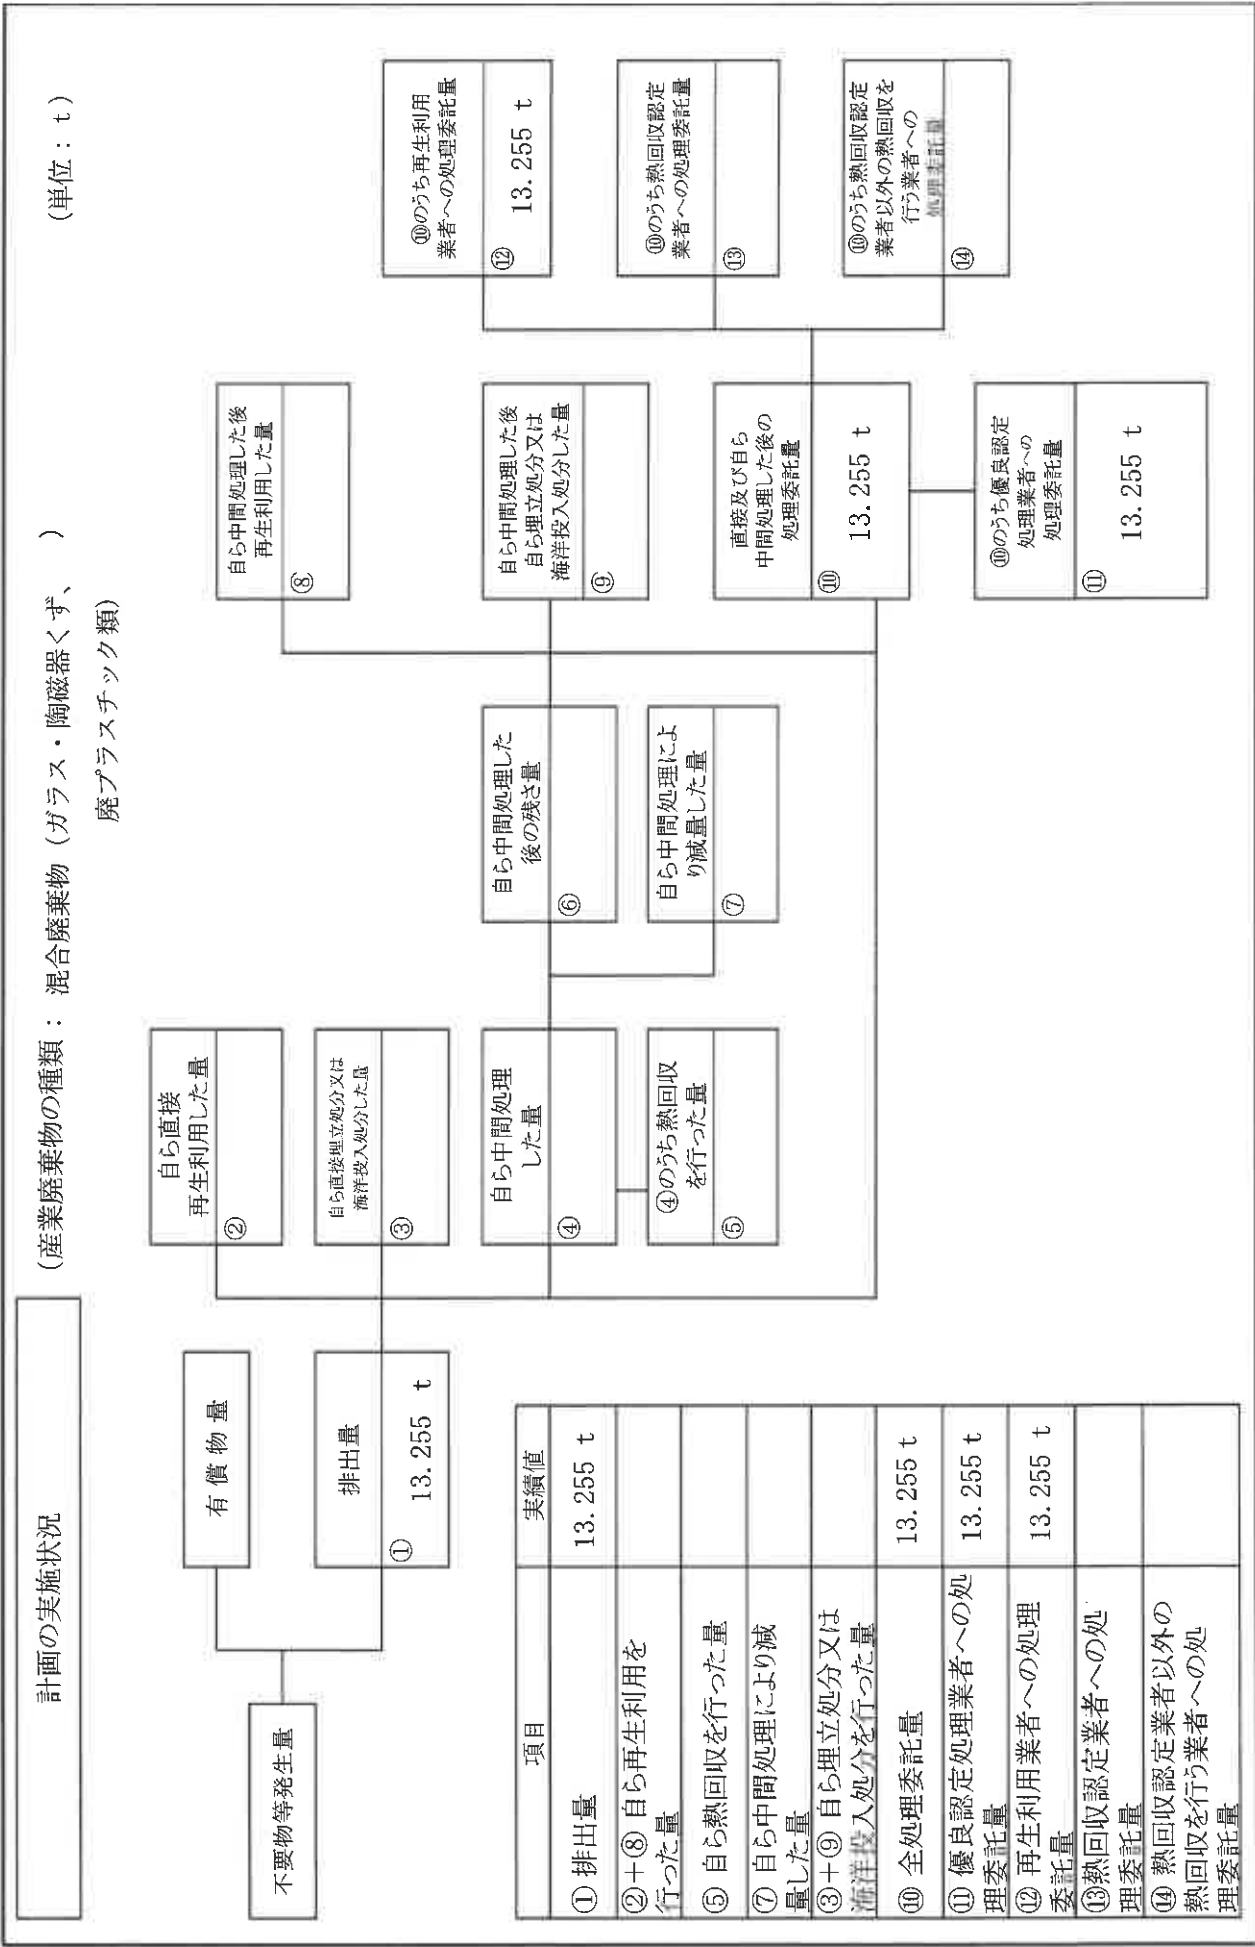 計画の実施状況
(産業廃棄物の種類： 混合廃棄物 (ガラス・陶磁器くず、 )
廃プラスチック類)
(単位：t)
不要物等発生量
有 償 物 量
排出量
① 13.255 t
自ら直接
再生利用した量
②
自ら直接埋立処分又は
海洋投入処分した量
③
自ら中間処理
した量
④
④のうち熱回収
を行った量
⑤
自ら中間処理した
後の残さ量
⑥
自ら中間処理によ
り減量した量
⑦
自ら中間処理した後
再生利用した量
⑧
自ら中間処理した後
自ら埋立処分又は
海洋投入処分した量
⑨
直接及び自ら
中間処理した後の
処理委託量
⑩
13.255 t
⑩のうち優良認定
処理業者への
処理委託量
⑪
13.255 t
⑩のうち再生利用
業者への処理委託量
⑫
13.255 t
⑩のうち熱回収認定
業者への処理委託量
⑬
⑩のうち熱回収認定
業者以外の熱回収を
行う業者への
処理委託量
⑭
項目 実績値
① 排出量 13.255 t
②＋⑧ 自ら再生利用を
行った量
⑤ 自ら熱回収を行った量
⑦ 自ら中間処理により減
量した量
③＋⑨ 自ら埋立処分又は
海洋投入処分を行った量
⑩ 全処理委託量 13.255 t
⑪ 優良認定処理業者への処
理委託量 13.255 t
⑫ 再生利用業者への処理
委託量 13.255 t
⑬熱回収認定業者への処
理委託量
⑭ 熱回収認定業者以外の
熱回収を行う業者への処
理委託量